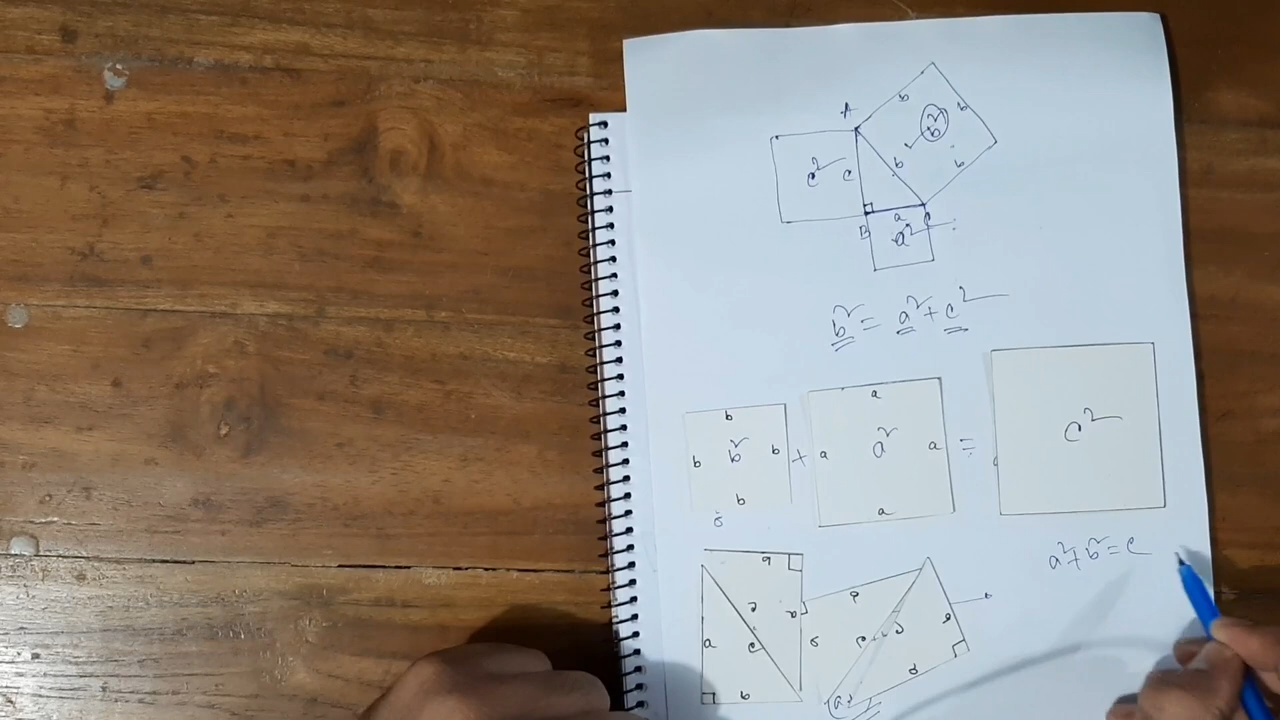 A
b
b
b²
b
b
c²
c
a
B
C
a²
b² = a² + c²
b
b
b²
b
b
+
a
a
a²
a
a
=
c²
a² + b² = c
a
c
a
c
a